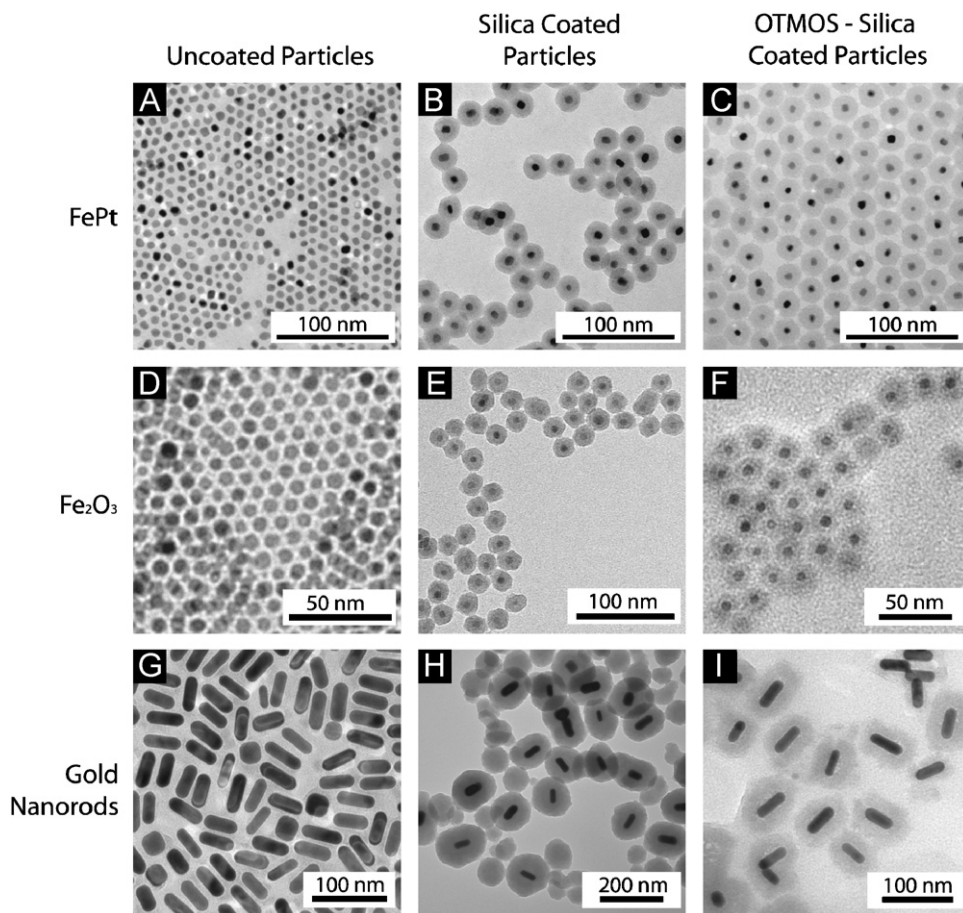 Uncoated Particles
Silica Coated
Particles
OTMOS - Silica
Coated Particles
FePt
A
100 nm
B
100 nm
C
100 nm
Fe₂O₃
D
50 nm
E
100 nm
F
50 nm
Gold
Nanorods
G
100 nm
H
200 nm
I
100 nm